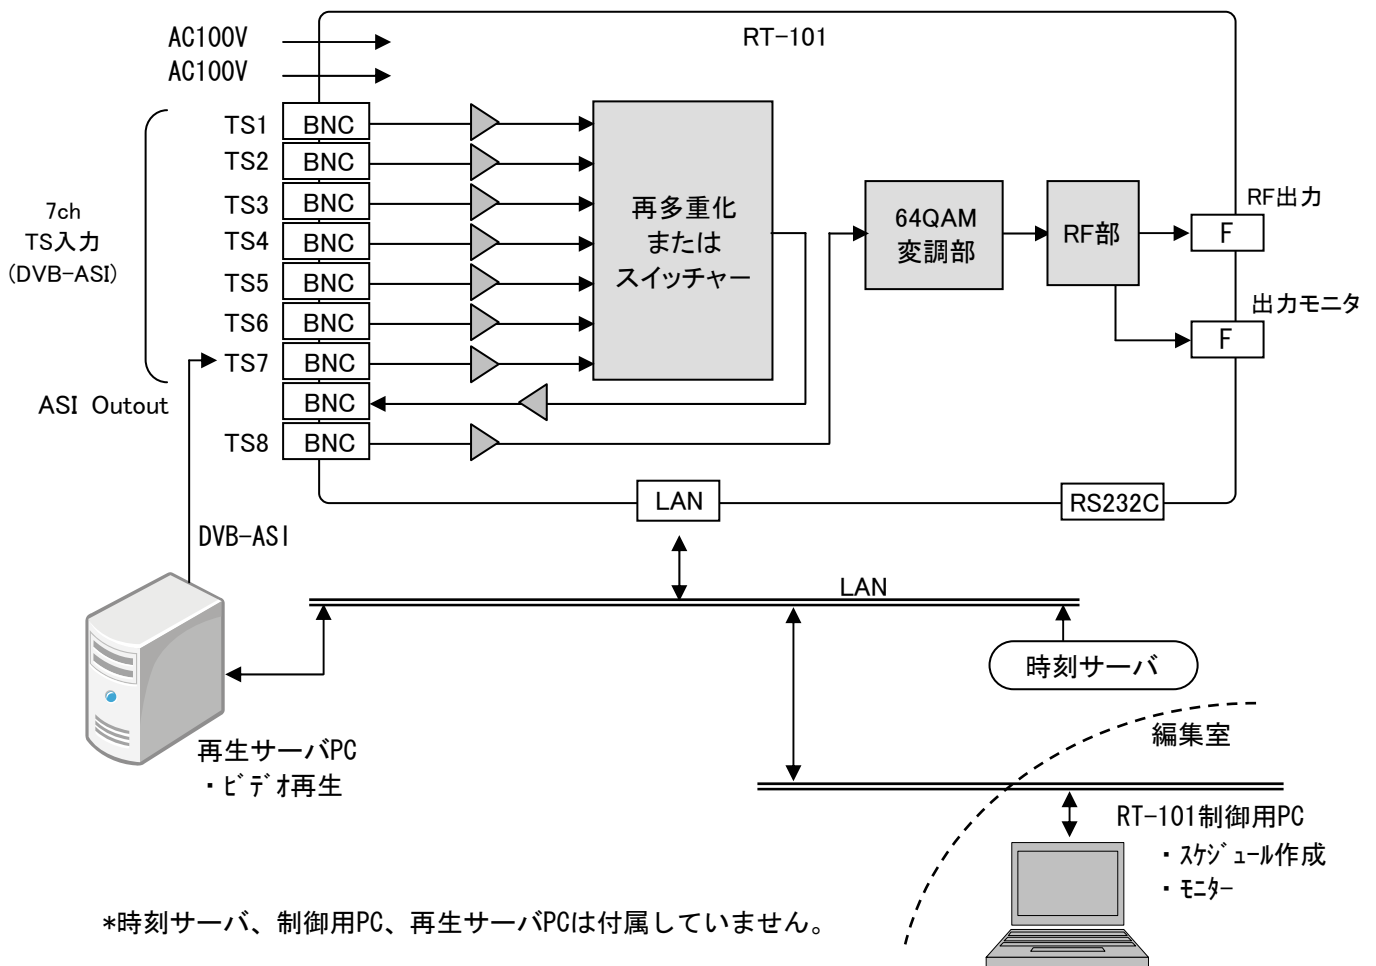 AC100V
RT-101
AC100V
TS1 BNC
TS2 BNC
TS3 BNC
TS4 BNC
TS5 BNC
TS6 BNC
TS7 BNC
7ch
TS入力
(DVB-ASI)
再多重化
または
スイッチャー
64QAM
変調部
RF部
RF出力
F
出力モニタ
F
ASI Outout
BNC
TS8 BNC
LAN
RS232C
DVB-ASI
LAN
時刻サーバ
編集室
再生サーバPC
・ビデオ再生
RT-101制御用PC
・スケジュール作成
・モニター
*時刻サーバ、制御用PC、再生サーバPCは付属していません。